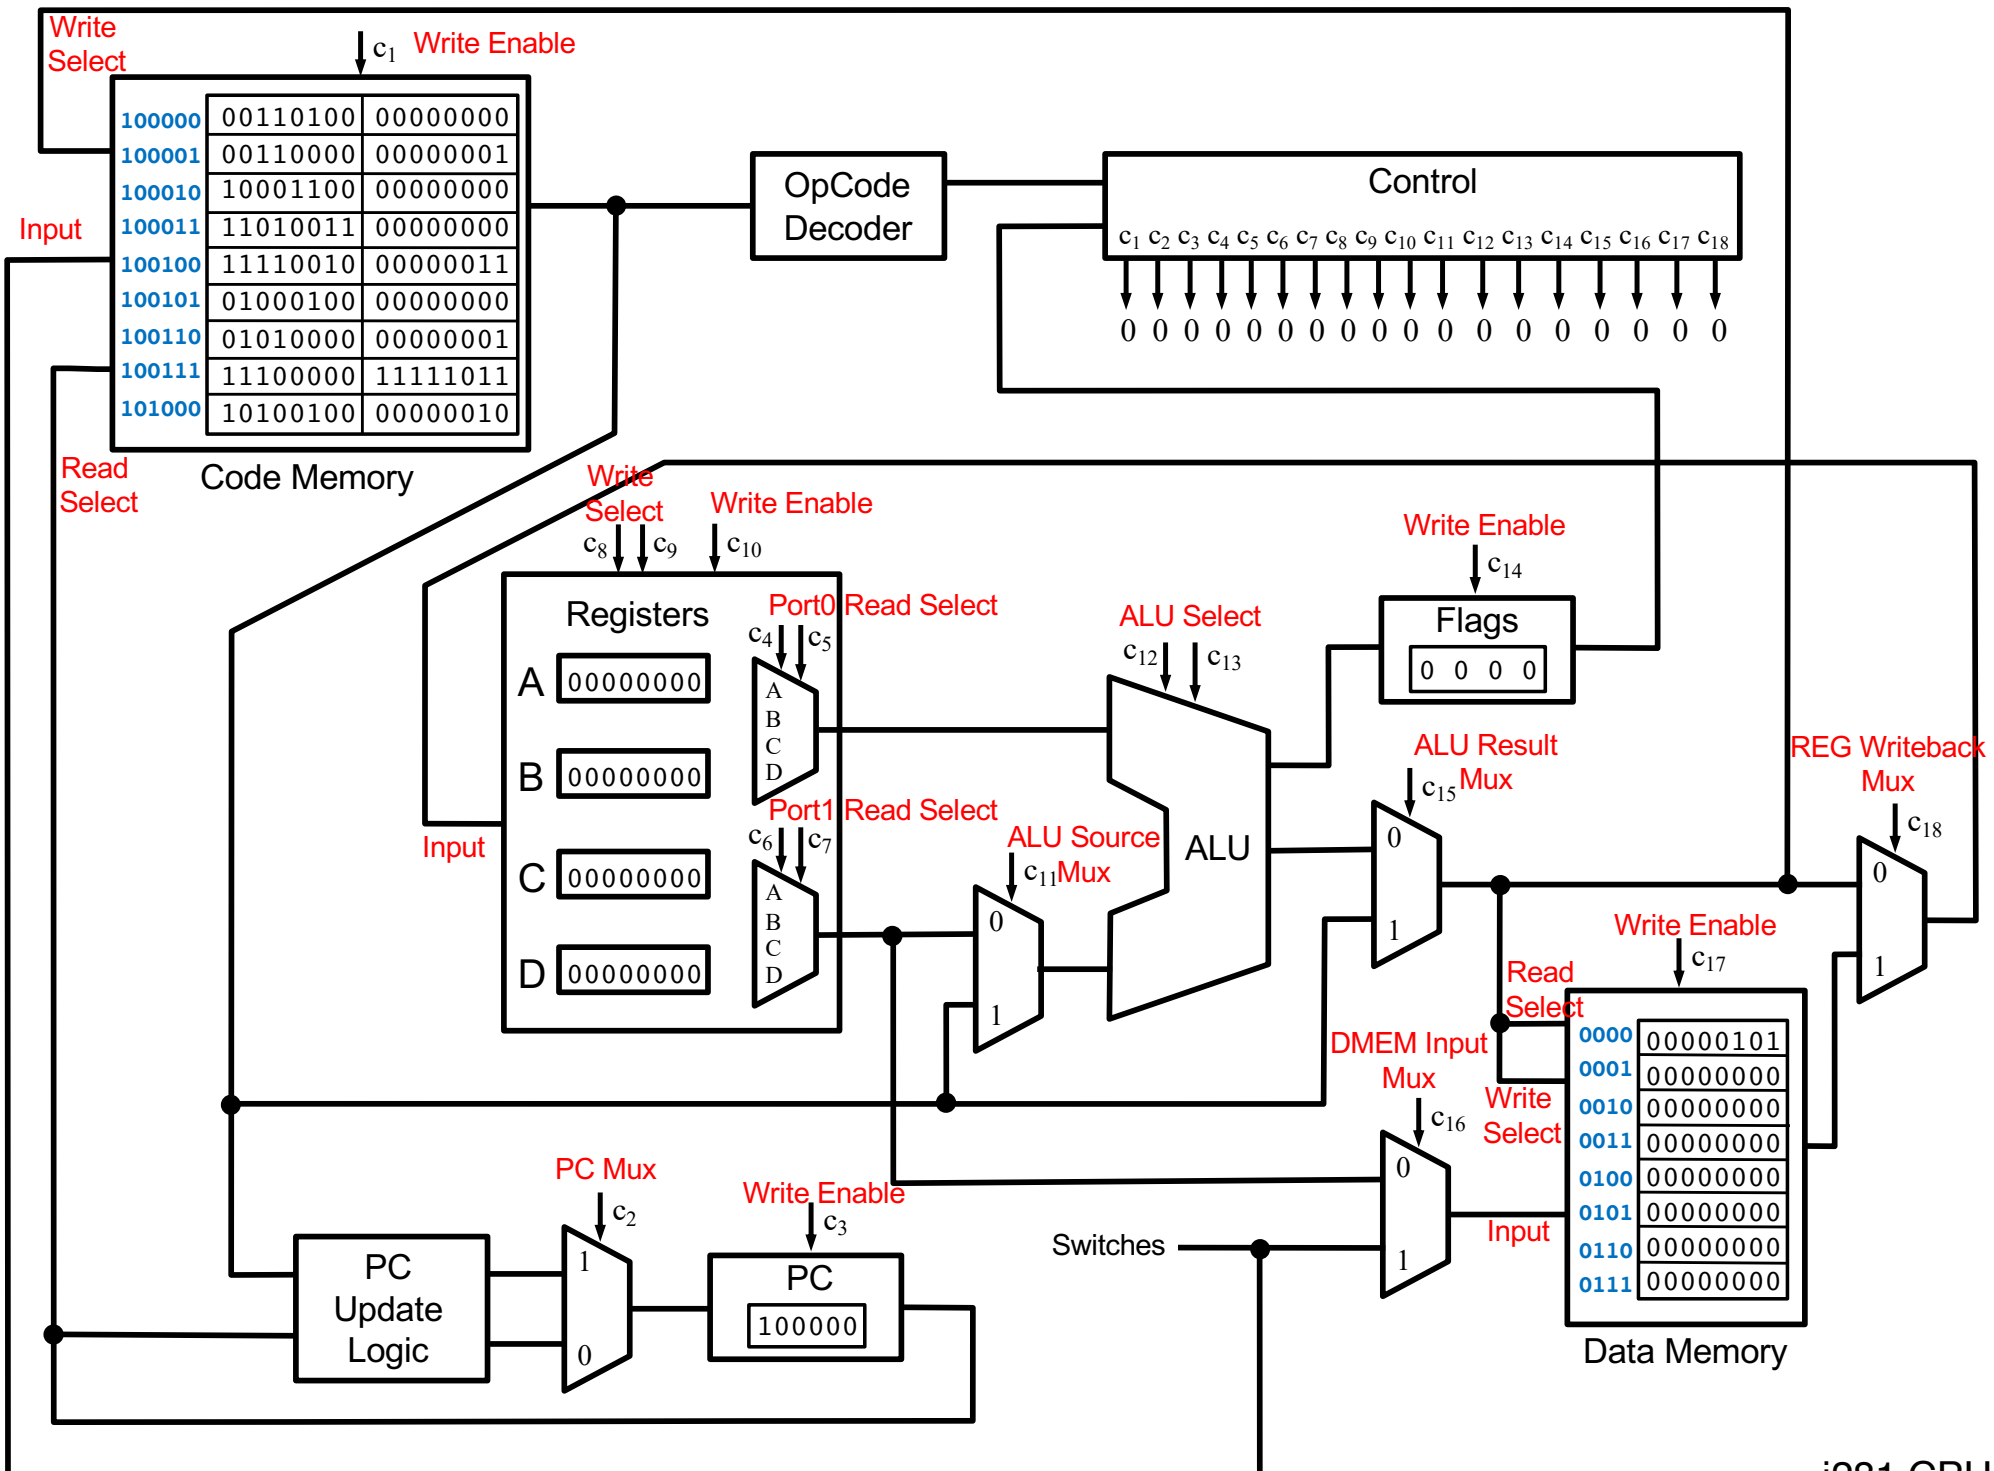 Write
Select
c1 Write Enable
100000 00110100 00000000
100001 00110000 00000001
100010 10001100 00000000
100011 11010011 00000000
100100 11110010 00000011
100101 01000100 00000000
100110 01010000 00000001
100111 11100000 11111011
101000 10100100 00000010
Input
Read
Select
Code Memory
OpCode
Decoder
Control
c1 c2 c3 c4 c5 c6 c7 c8 c9 c10 c11 c12 c13 c14 c15 c16 c17 c18
0 0 0 0 0 0 0 0 0 0 0 0 0 0 0 0 0 0
Write
Select
Write Enable
c8 c9 c10
Registers
A 00000000
B 00000000
C 00000000
D 00000000
Input
Port0 Read Select
c4 c5
A
B
C
D
Port1 Read Select
c6 c7
A
B
C
D
ALU Source
Mux
c11
0
1
ALU Select
c12 c13
ALU
Write Enable
c14
Flags
0 0 0 0
ALU Result
Mux
c15
0
1
REG Writeback
Mux
c18
0
1
Write Enable
c17
Read
Select
Write
Select
Input
0000 00000101
0001 00000000
0010 00000000
0011 00000000
0100 00000000
0101 00000000
0110 00000000
0111 00000000
Data Memory
DMEM Input
Mux
c16
0
1
Switches
PC Mux
c2
1
0
Write Enable
c3
PC
100000
PC
Update
Logic
i281 CPU